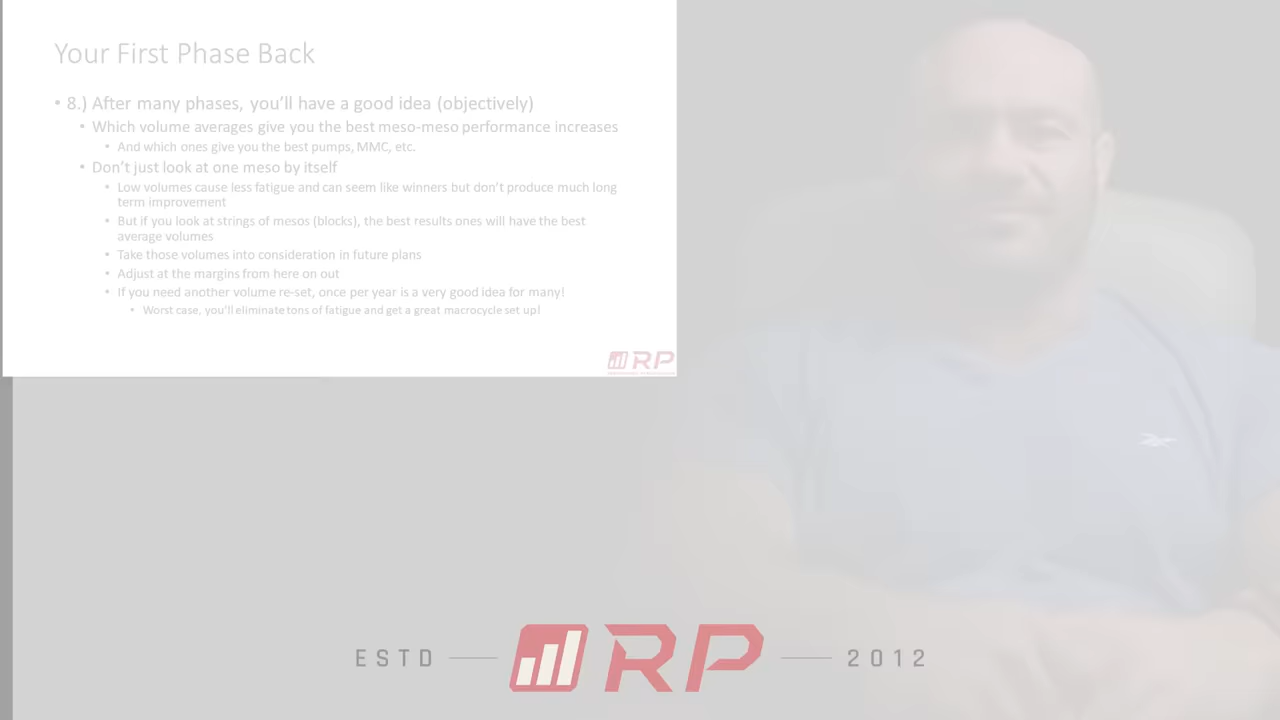 Your First Phase Back
• 8.) After many phases, you'll have a good idea (objectively)
• Which volume averages give you the best meso-meso performance increases
• And which ones give you the best pumps, MMC, etc.
• Don't just look at one meso by itself
• Low volumes cause less fatigue and can seem like winners but don't produce much long
term improvement
• But if you look at strings of mesos (blocks), the best results ones will have the best
average volumes
• Take those volumes into consideration in future plans
• Adjust at the margins from here on out
• If you need another volume re-set, once per year is a very good idea for many!
• Worst case, you'll eliminate tons of fatigue and get a great macrocycle set up!
RP
ESTD RP 2012